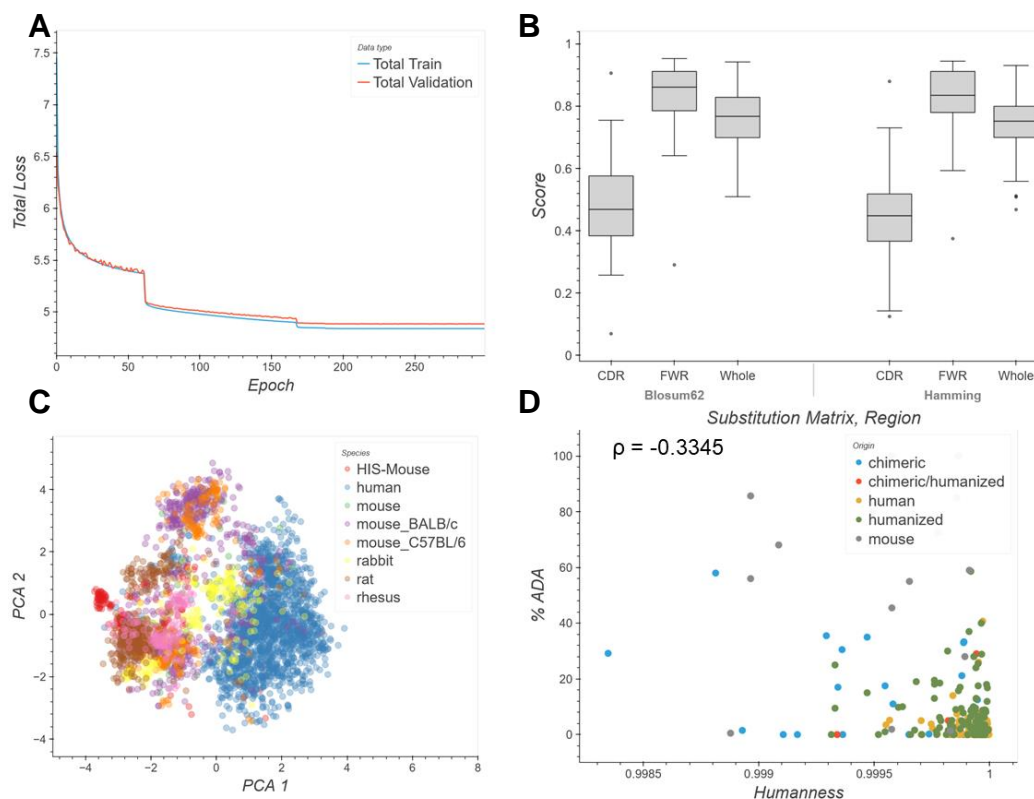 A
7.5
7
6.5
6
5.5
5
0
50
100
150
200
250
Total Loss
Epoch
Data type
Total Train
Total Validation
B
1
0.8
0.6
0.4
0.2
0
Score
CDR
FWR
Whole
CDR
FWR
Whole
Blosum62
Hamming
Substitution Matrix, Region
C
4
2
0
−2
−4
−4
−2
0
2
4
6
8
PCA 2
PCA 1
Species
HIS-Mouse
human
mouse
mouse_BALB/c
mouse_C57BL/6
rabbit
rat
rhesus
D
ρ = -0.3345
100
80
60
40
20
0
0.9985
0.999
0.9995
1
% ADA
Humanness
Origin
chimeric
chimeric/humanized
human
humanized
mouse